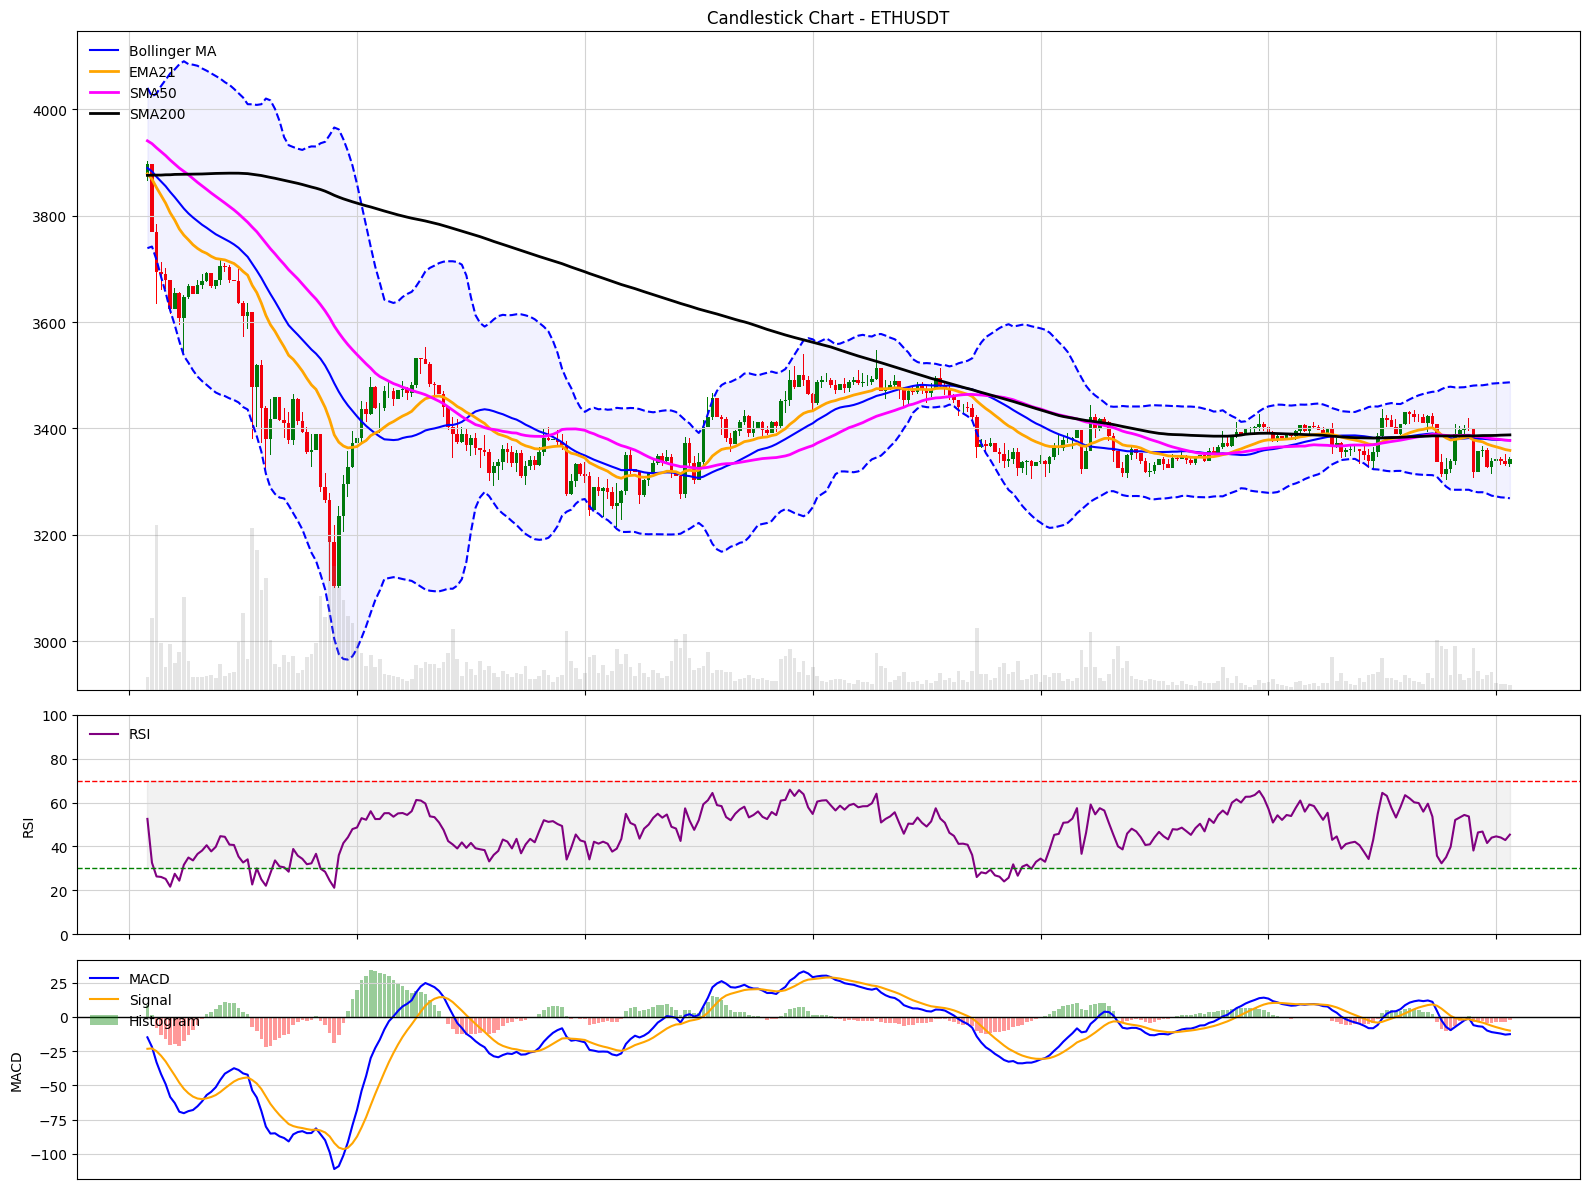 Candlestick Chart - ETHUSDT
Bollinger MA
EMA21
SMA50
SMA200
4000
3800
3600
3400
3200
3000
RSI
100
80
60
40
20
0
RSI
MACD
Signal
Histogram
25
0
−25
−50
−75
−100
MACD